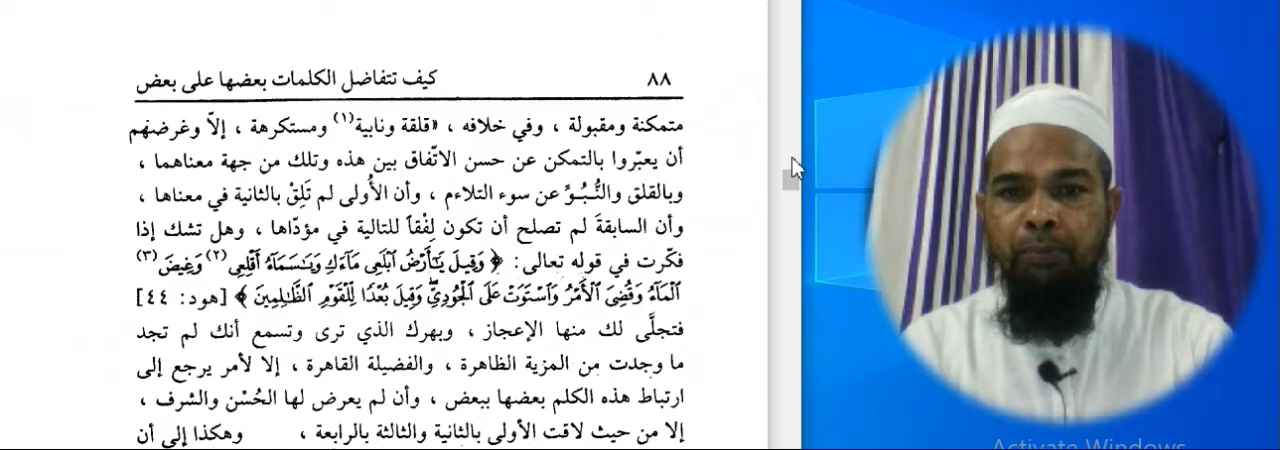 ٨٨ كيف تتفاضل الكلمات بعضها على بعض
متمكنة ومقبولة ، وفي خلافه ، «قلقة ونابية(١) ومستكرهة ، إلاّ وغرضهم
أن يعبّروا بالتمكن عن حسن الاتّفاق بين هذه وتلك من جهة معناهما ،
وبالقلق والنُّبُوِّ عن سوء التلاءم ، وأن الأُولى لم تَلِقْ بالثانية في معناها ،
وأن السابقةَ لم تصلح أن تكون لِفْقاً للتالية في مؤدّاها ، وهل تشك إذا
فكّرت في قوله تعالى: ﴿ وَقِيلَ يَٰٓأَرْضُ ٱبْلَعِى مَآءَكِ وَيَٰسَمَآءُ أَقْلِعِى(٢) وَغِيضَ(٣)
ٱلْمَآءُ وَقُضِىَ ٱلْأَمْرُ وَٱسْتَوَتْ عَلَى ٱلْجُودِىِّۖ وَقِيلَ بُعْدًا لِّلْقَوْمِ ٱلظَّٰلِمِينَ ﴾ [هود: ٤٤]
فتجلَّى لك منها الإعجاز ، وبهرك الذي ترى وتسمع أنك لم تجد
ما وجدت من المزية الظاهرة ، والفضيلة القاهرة ، إلا لأمر يرجع إلى
ارتباط هذه الكلم بعضها ببعض ، وأن لم يعرض لها الحُسْن والشرف ،
إلا من حيث لاقت الأولى بالثانية والثالثة بالرابعة ، وهكذا إلى أن
Activate Windows